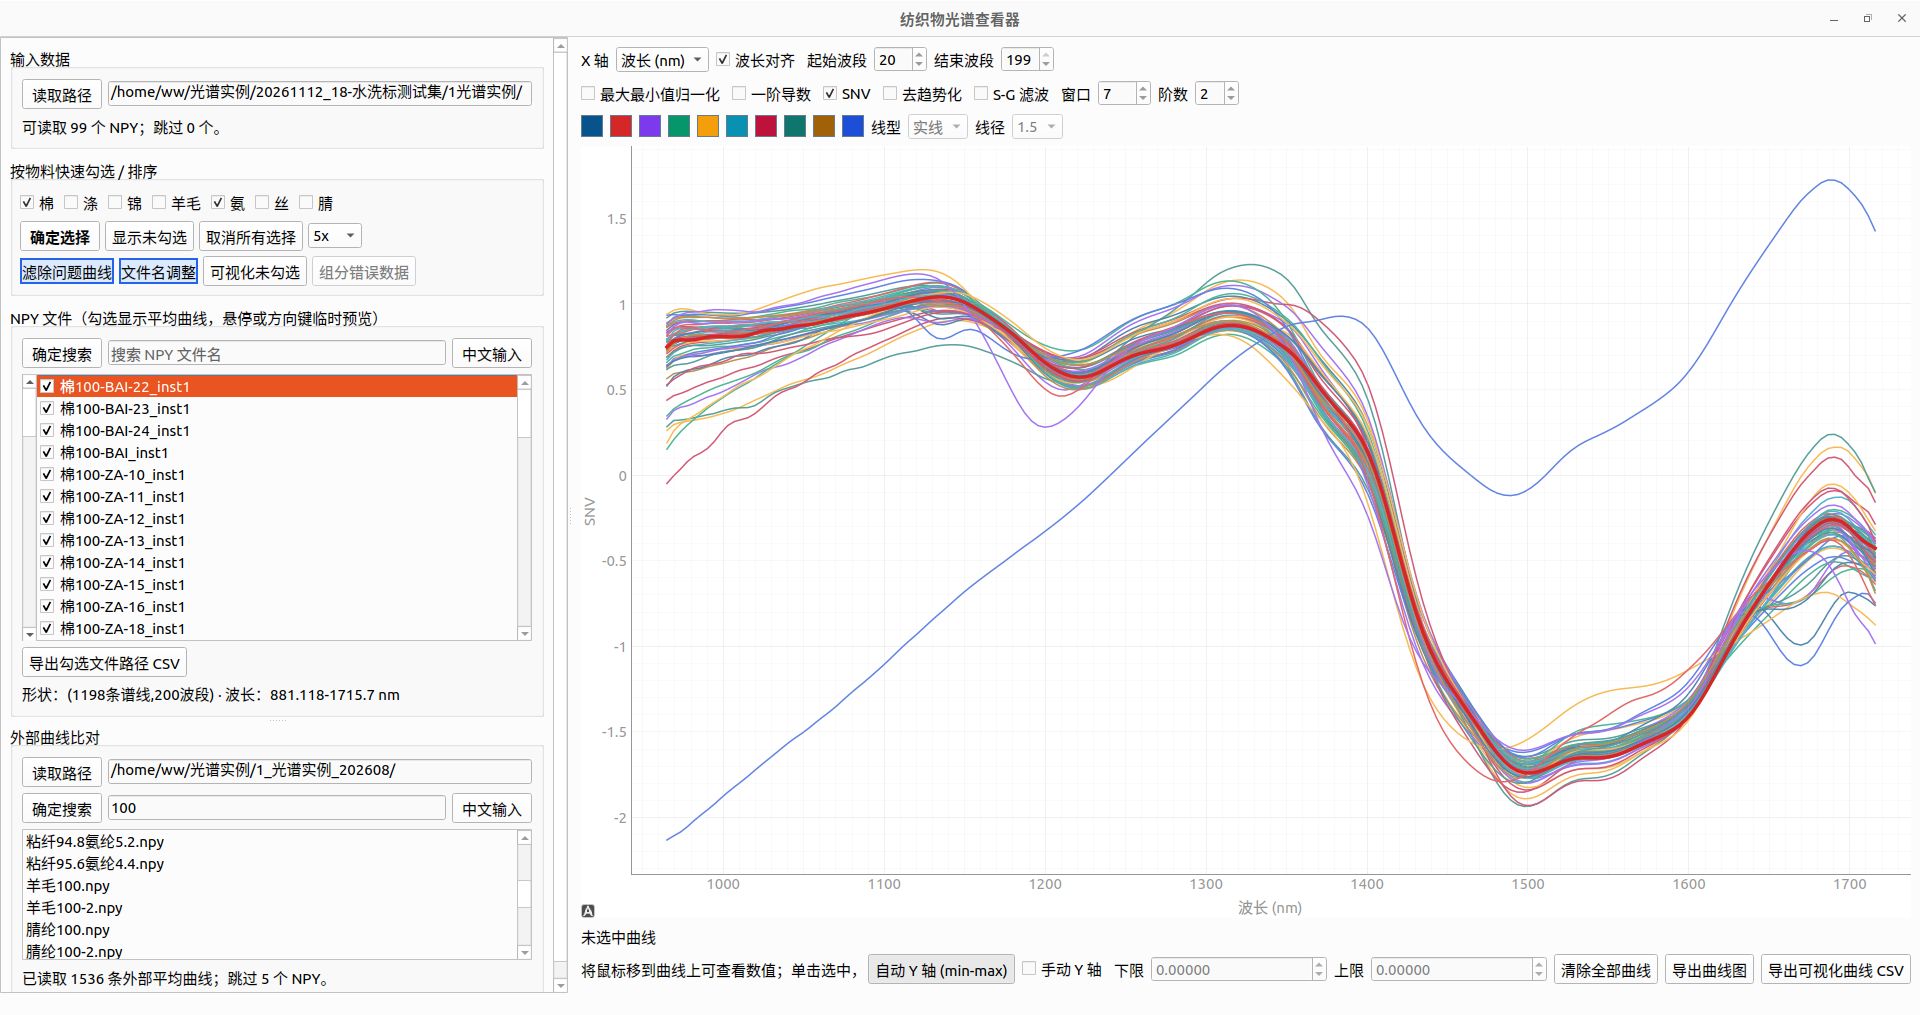 纺织物光谱查看器
输入数据
读取路径 /home/ww/光谱实例/20261112_18-水洗标测试集/1光谱实例/
可读取 99 个 NPY；跳过 0 个。
按物料快速勾选 / 排序
棉 涤 锦 羊毛 氨 丝 腈
确定选择 显示未勾选 取消所有选择 5x
滤除问题曲线 文件名调整 可视化未勾选 组分错误数据
NPY 文件（勾选显示平均曲线，悬停或方向键临时预览）
确定搜索 搜索 NPY 文件名 中文输入
棉100-BAI-22_inst1
棉100-BAI-23_inst1
棉100-BAI-24_inst1
棉100-BAI_inst1
棉100-ZA-10_inst1
棉100-ZA-11_inst1
棉100-ZA-12_inst1
棉100-ZA-13_inst1
棉100-ZA-14_inst1
棉100-ZA-15_inst1
棉100-ZA-16_inst1
棉100-ZA-18_inst1
导出勾选文件路径 CSV
形状：(1198条谱线,200波段) · 波长：881.118-1715.7 nm
外部曲线比对
读取路径 /home/ww/光谱实例/1_光谱实例_202608/
确定搜索 100 中文输入
粘纤94.8氨纶5.2.npy
粘纤95.6氨纶4.4.npy
羊毛100.npy
羊毛100-2.npy
腈纶100.npy
腈纶100-2.npy
已读取 1536 条外部平均曲线；跳过 5 个 NPY。
X 轴 波长 (nm) 波长对齐 起始波段 20 结束波段 199
最大最小值归一化 一阶导数 SNV 去趋势化 S-G 滤波 窗口 7 阶数 2
线型 实线 线径 1.5
1.5
1
0.5
0
-0.5
-1
-1.5
-2
SNV
1000 1100 1200 1300 1400 1500 1600 1700
波长 (nm)
A
未选中曲线
将鼠标移到曲线上可查看数值；单击选中， 自动 Y 轴 (min-max) 手动 Y 轴 下限 0.00000 上限 0.00000 清除全部曲线 导出曲线图 导出可视化曲线 CSV